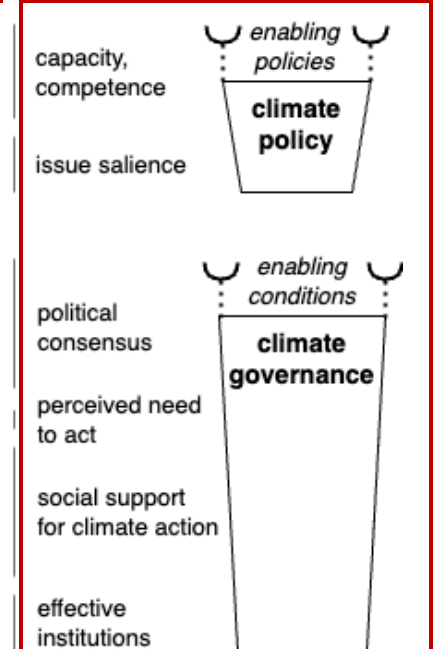 enabling
policies
capacity,
competence
climate
policy
issue salience
enabling
conditions
political
consensus
climate
governance
perceived need
to act
social support
for climate action
effective
institutions